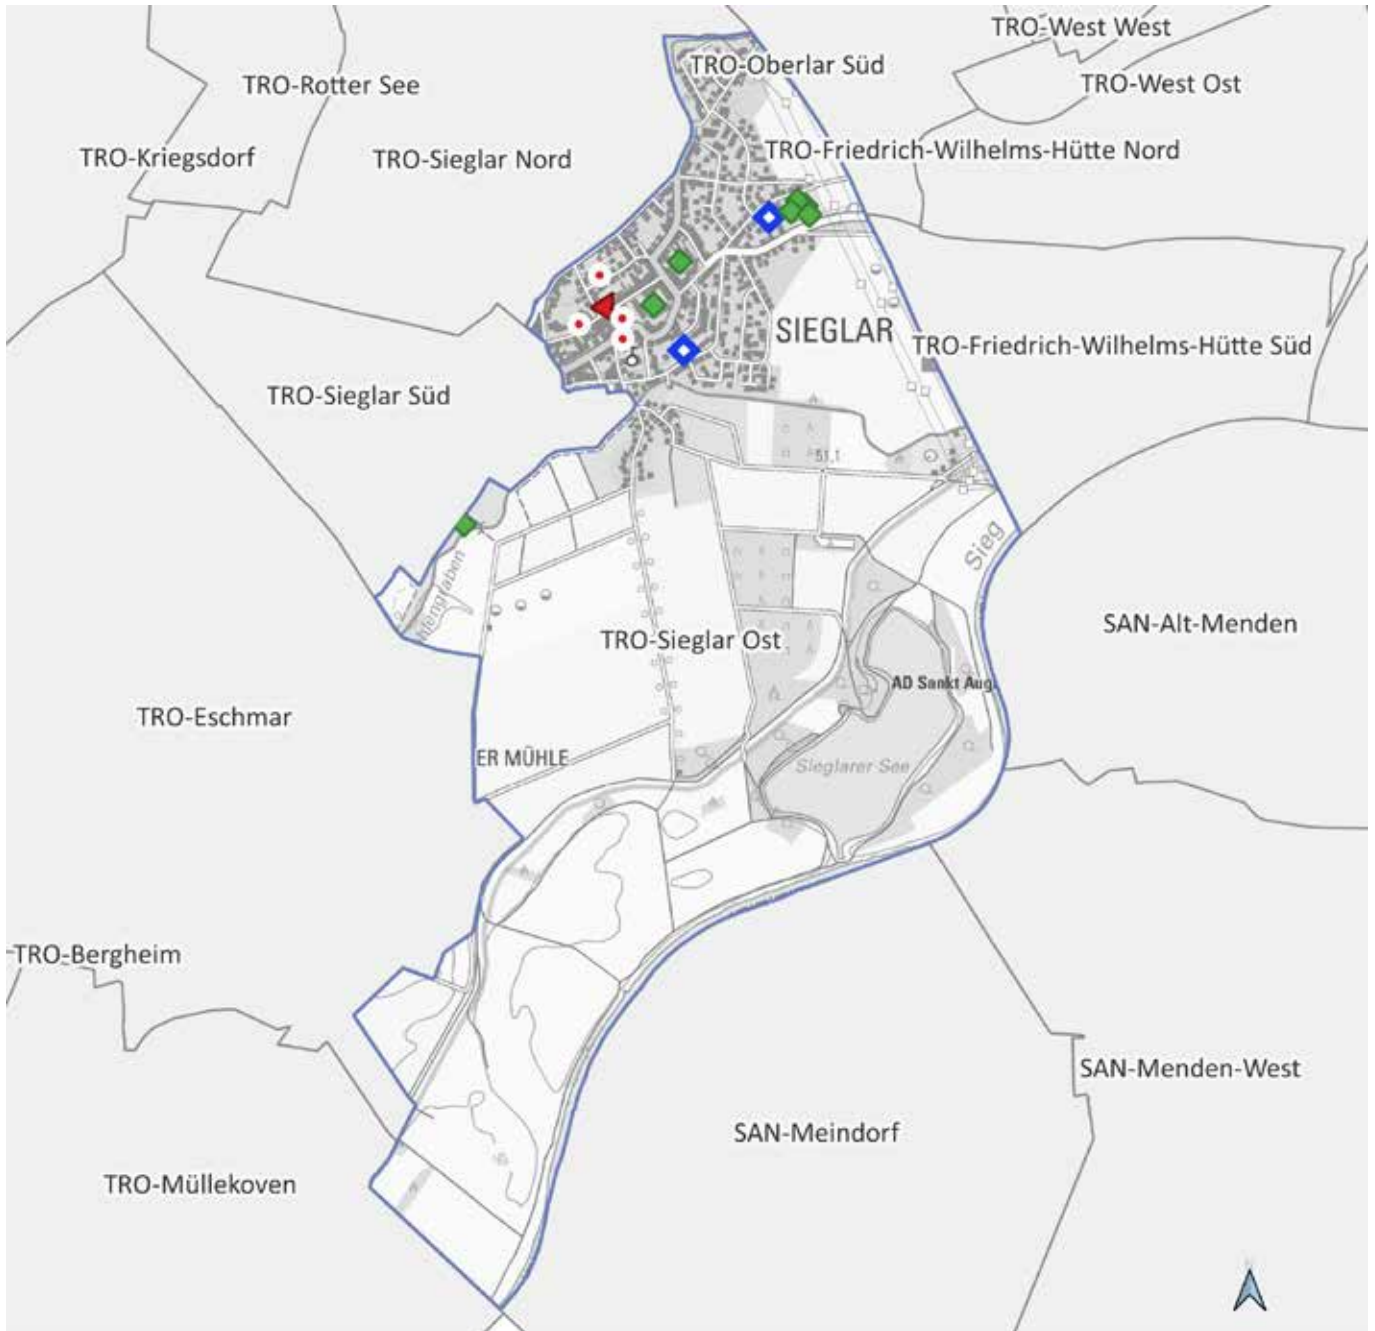 TRO-West West
TRO-Oberlar Süd
TRO-Rotter See
TRO-West Ost
TRO-Kriegsdorf
TRO-Sieglar Nord
TRO-Friedrich-Wilhelms-Hütte Nord
SIEGLAR
TRO-Friedrich-Wilhelms-Hütte Süd
TRO-Sieglar Süd
51,1
Sieg
TRO-Sieglar Ost
SAN-Alt-Menden
AD Sankt Aug.
TRO-Eschmar
ER MÜHLE
Sieglarer See
TRO-Bergheim
SAN-Menden-West
SAN-Meindorf
TRO-Müllekoven